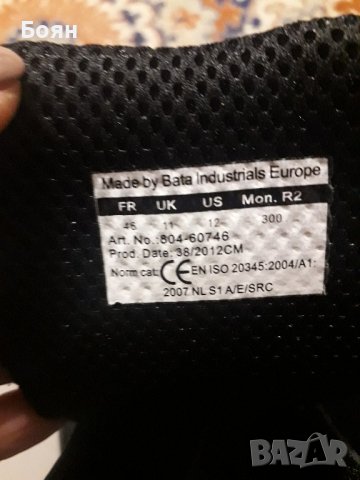 Боян
Made by Bata Industrials Europe
FR UK US Mon. R2
46 11 12 300
Art. No.:804-60746
Prod. Date: 38/2012CM
Norm cat: CE EN ISO 20345:2004/A1:
2007 NL S1 A/E/SRC
BAZAR